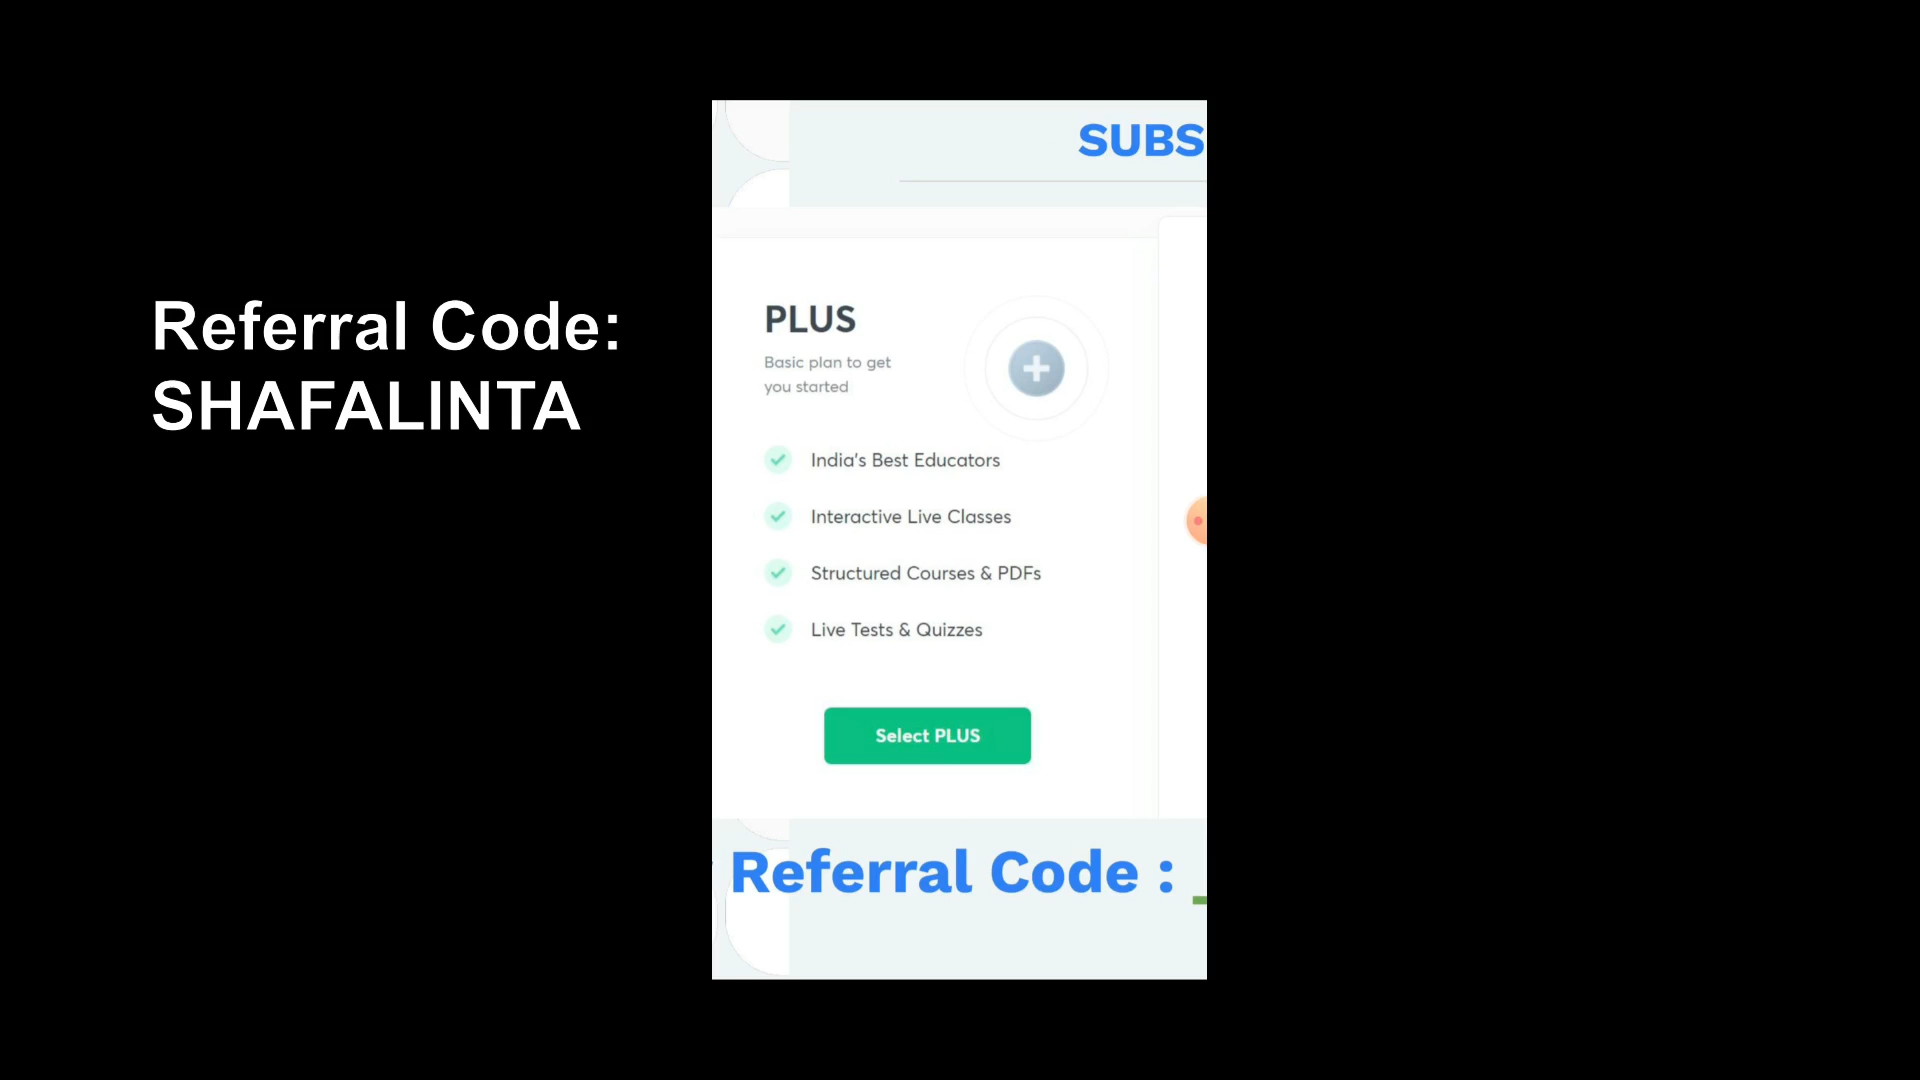 Referral Code:
SHAFALINTA
SUBS
PLUS
Basic plan to get
you started
India's Best Educators
Interactive Live Classes
Structured Courses & PDFs
Live Tests & Quizzes
Select PLUS
Referral Code :